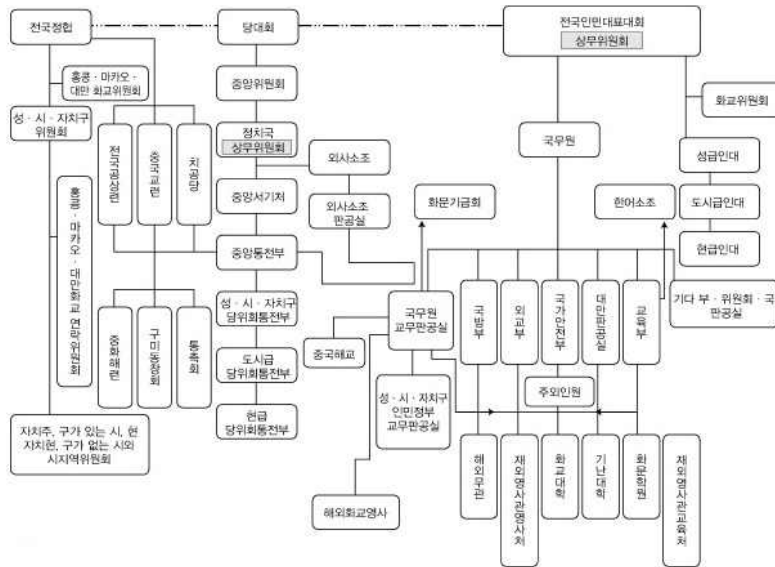 전국정협
당대회
전국인민대표대회
상무위원회
홍콩 · 마카오 ·
대만 화교위원회
중앙위원회
화교위원회
성 · 시 · 자치구
위원회
정치국
상무위원회
국무원
전국공상련
중국교련
치공당
외사소조
성급인대
중앙서기처
외사소조
판공실
화문기금회
한어소조
도시급인대
홍콩 · 마카오 · 대만화교 연락위원회
중앙통전부
현급인대
성 · 시 · 자치구
당위회통전부
국무원
교무판공실
국방부
외교부
국가안전부
대만판공실
교육부
기타 부 · 위원회 · 국
판공실
중화해련
구미동창회
통촉회
중국해교
도시급
당위회통전부
성 · 시 · 자치구
인민정부
교무판공실
주외인원
현급
당위회통전부
자치주, 구가 있는 시, 현
자치현, 구가 없는 시와
시지역위원회
해외무관
재외영사관영사처
화교대학
기난대학
화문학원
재외영사관교육처
해외화교영사